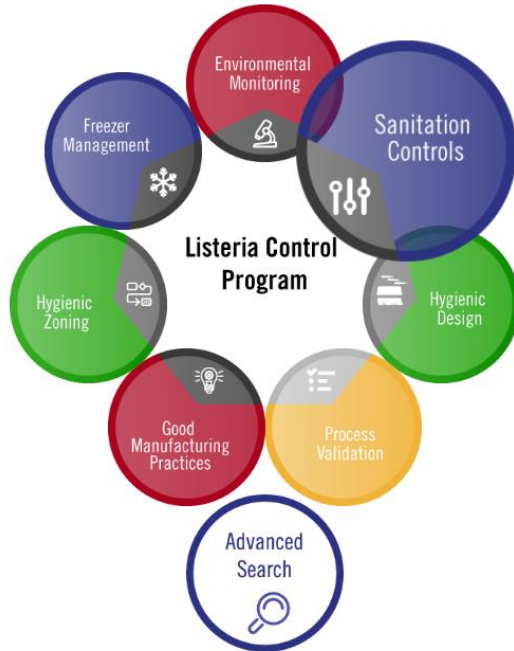 Environmental
Monitoring
Sanitation
Controls
Freezer
Management
Listeria Control
Program
Hygienic
Zoning
Hygienic
Design
Good
Manufacturing
Practices
Process
Validation
Advanced
Search